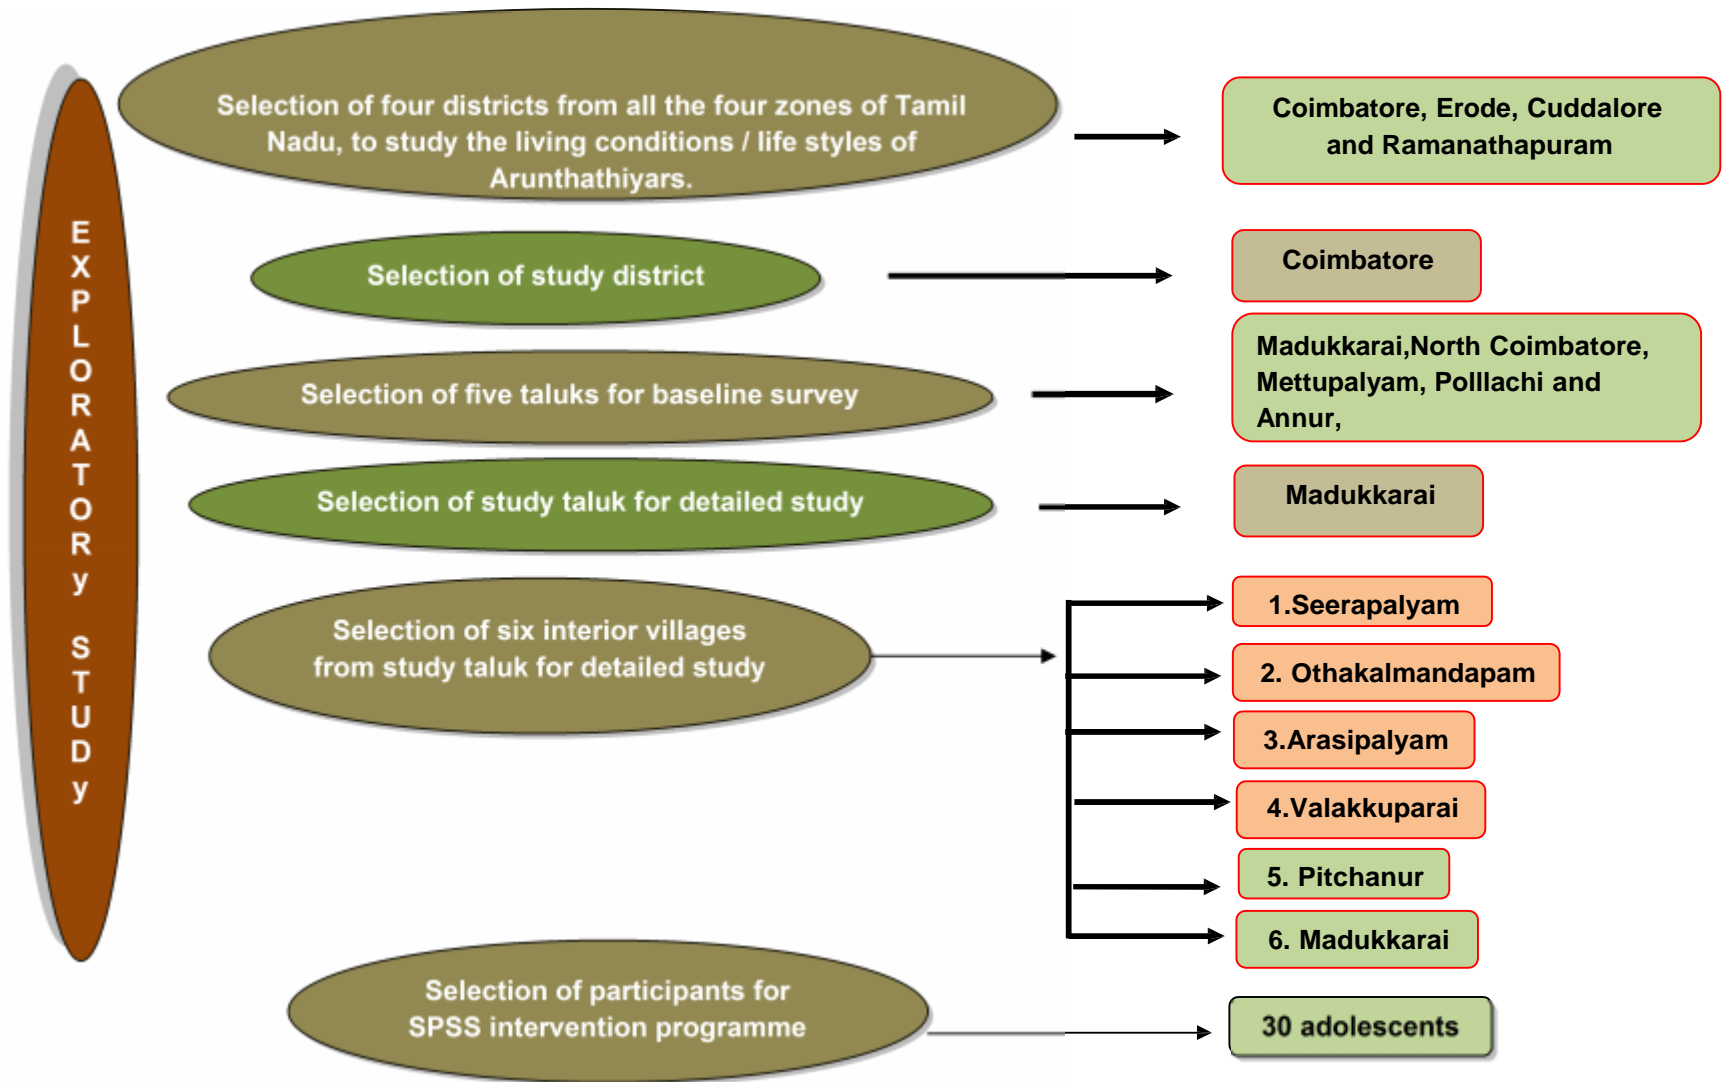 EXPLORATORy STUDy
Selection of four districts from all the four zones of Tamil
Nadu, to study the living conditions / life styles of
Arunthathiyars.
Coimbatore, Erode, Cuddalore
and Ramanathapuram
Selection of study district
Coimbatore
Selection of five taluks for baseline survey
Madukkarai,North Coimbatore,
Mettupalyam, Polllachi and
Annur,
Selection of study taluk for detailed study
Madukkarai
Selection of six interior villages
from study taluk for detailed study
1.Seerapalyam
2. Othakalmandapam
3.Arasipalyam
4.Valakkuparai
5. Pitchanur
6. Madukkarai
Selection of participants for
SPSS intervention programme
30 adolescents